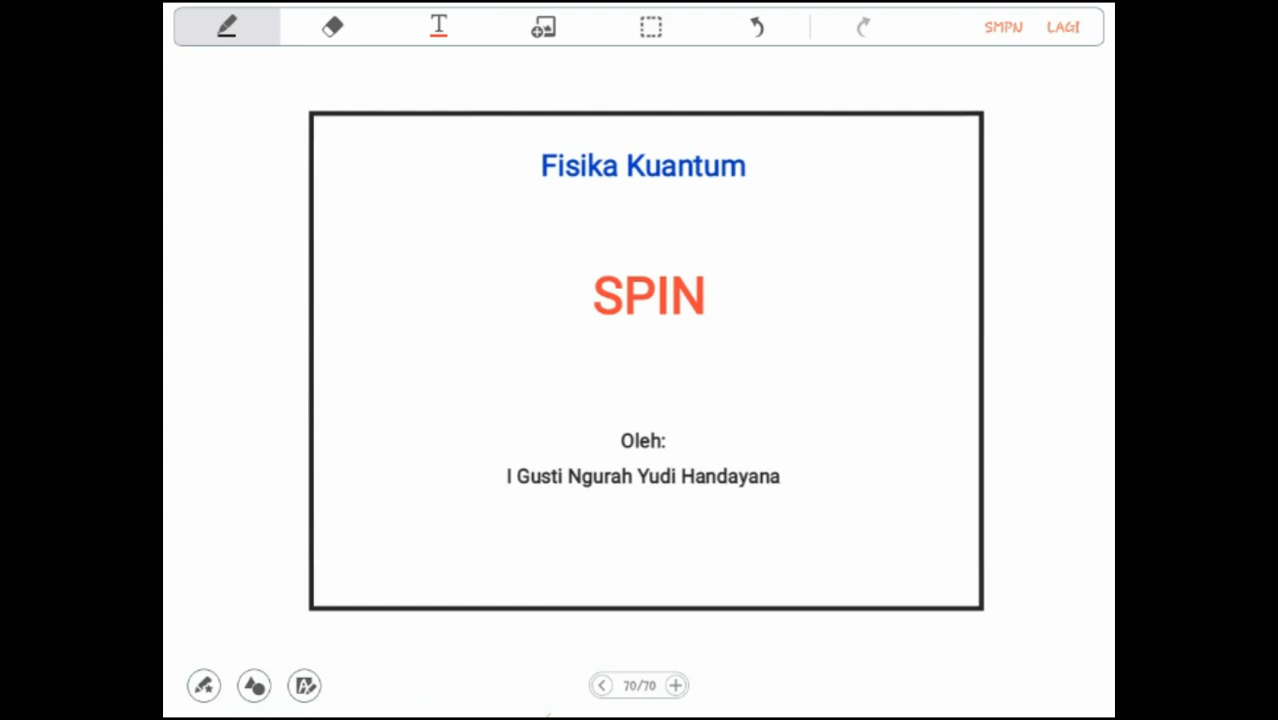 T
SMPN LAGI
Fisika Kuantum
SPIN
Oleh:
I Gusti Ngurah Yudi Handayana
70/70